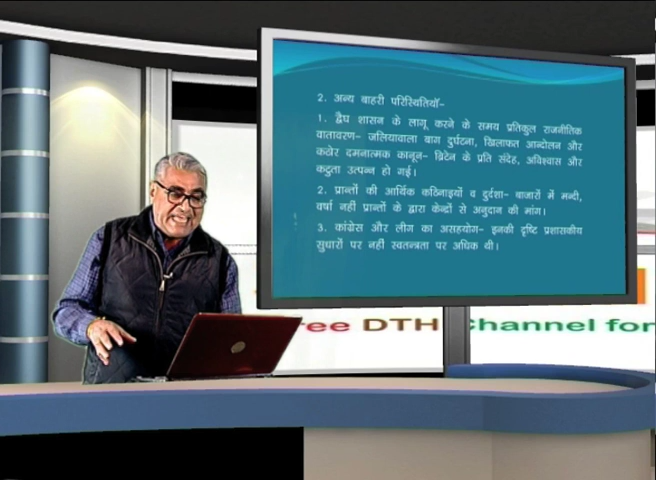 2. अन्य बाहरी परिस्थितियाँ-
1. द्वैघ शासन के लागू करने के समय प्रतिकुल राजनीतिक
वातावरण- जलियावाला बाग दुर्घटना, खिलाफत आन्दोलन और
कठोर दमनात्मक कानून- ब्रिटेन के प्रति संदेह, अविश्वास और
कटुता उत्पन्न हो गई।
2. प्रान्तों की आर्थिक कठिनाइयों व दुर्दशा- बाजारों में मन्दी,
वर्षा नहीं प्रान्तों के द्वारा केन्द्रों से अनुदान की मांग।
3. कांग्रेस और लीग का असहयोग- इनकी दृष्टि प्रशासकीय
सुधारों पर नहीं स्वतन्त्रता पर अधिक थी।
ree DTH channel for